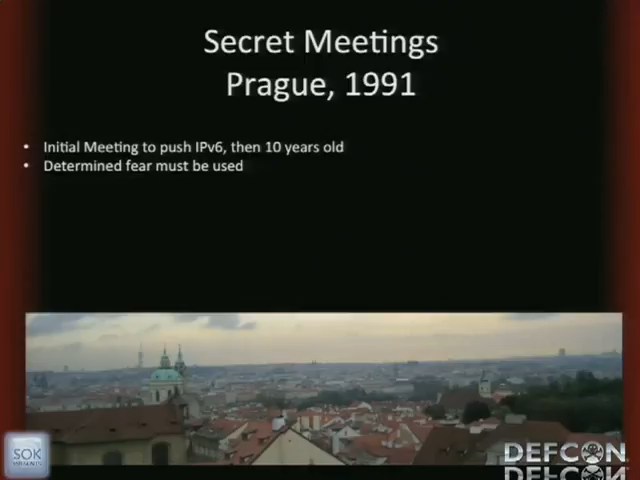 Secret Meetings
Prague, 1991
• Initial Meeting to push IPv6, then 10 years old
• Determined fear must be used
SOK
DEFCON